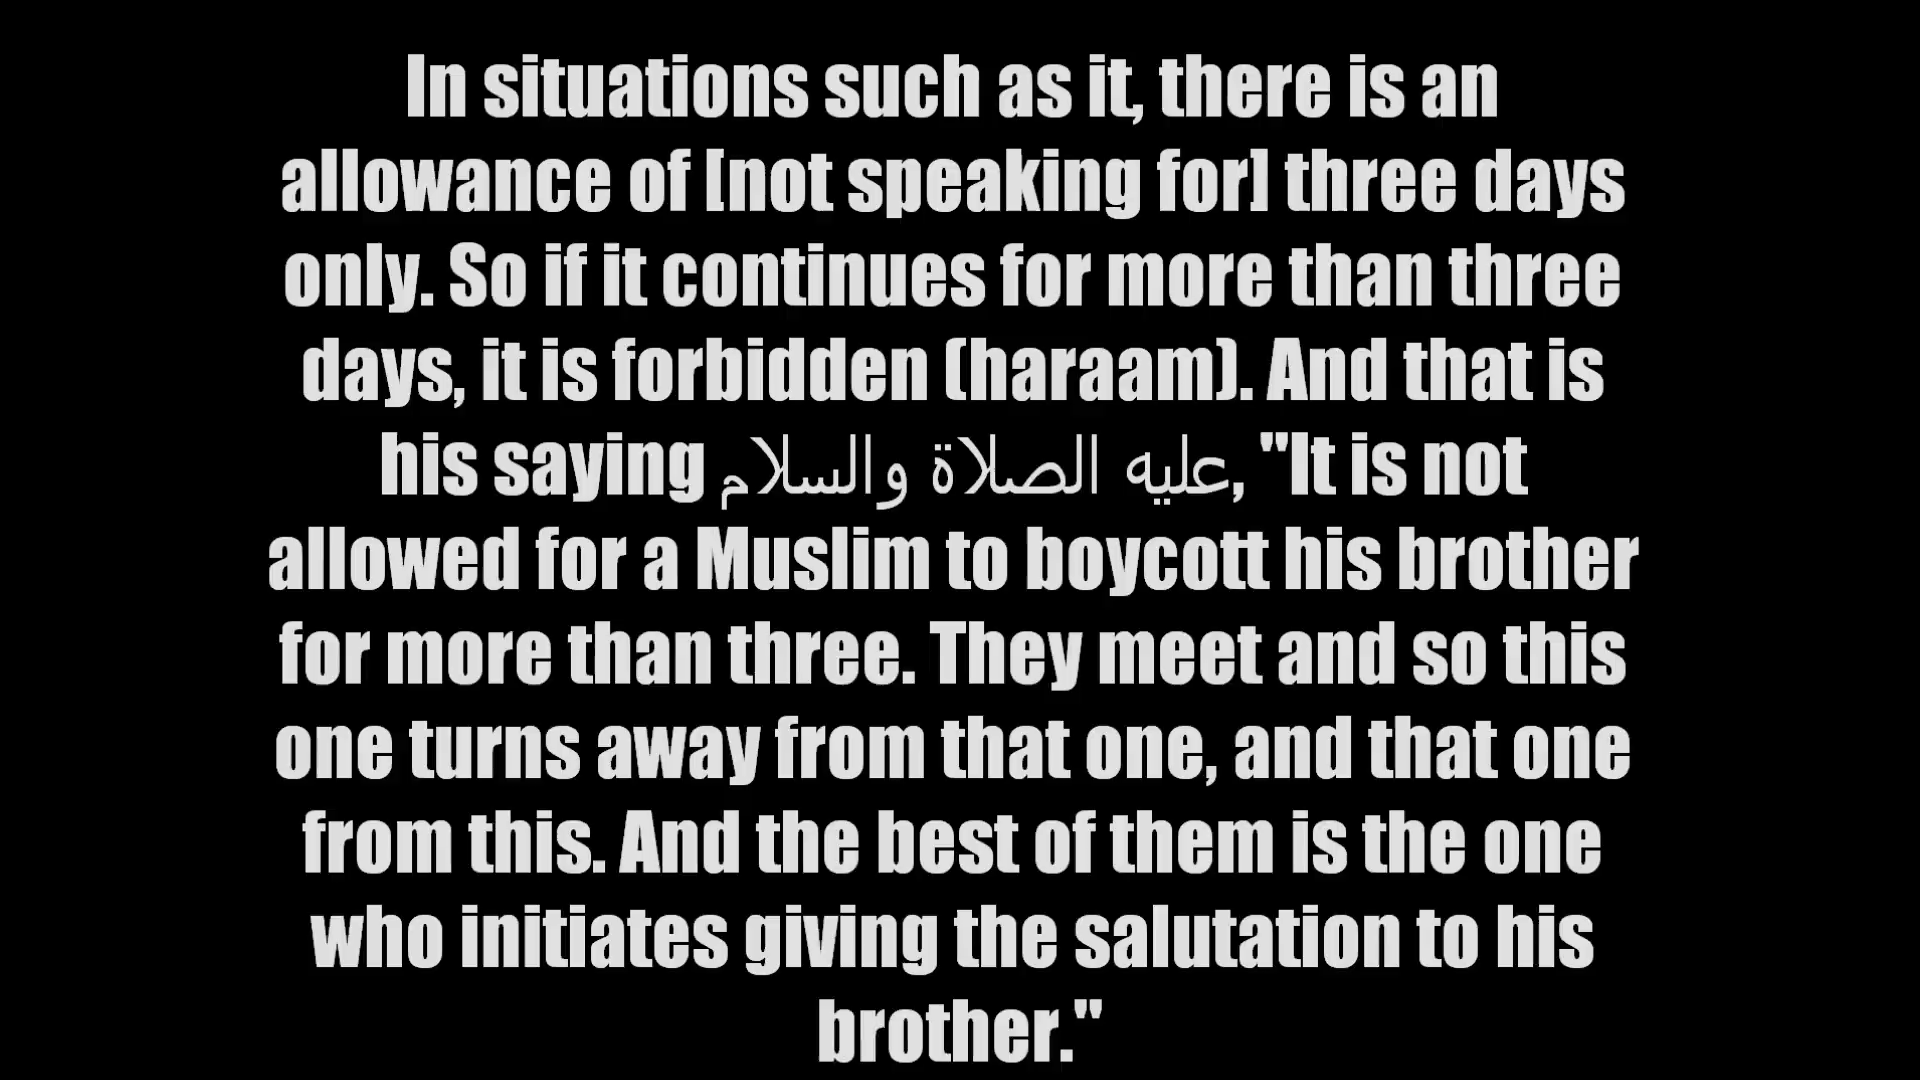 In situations such as it, there is an
allowance of [not speaking for] three days
only. So if it continues for more than three
days, it is forbidden (haraam). And that is
his saying عليه الصلاة والسلام, "It is not
allowed for a Muslim to boycott his brother
for more than three. They meet and so this
one turns away from that one, and that one
from this. And the best of them is the one
who initiates giving the salutation to his
brother."